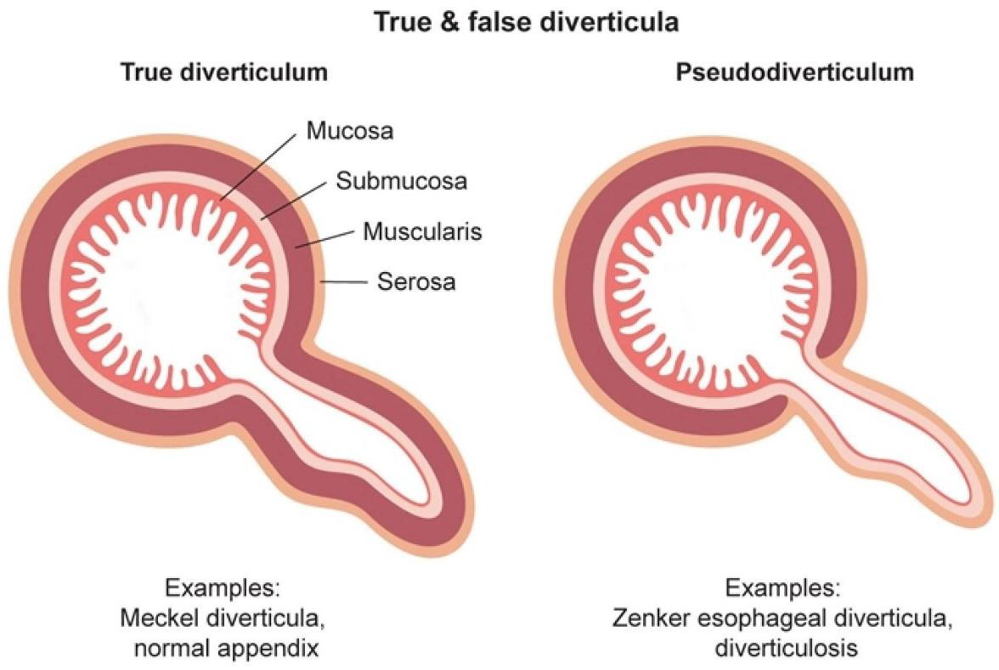 True & false diverticula
True diverticulum
Pseudodiverticulum
Mucosa
Submucosa
Muscularis
Serosa
Examples:
Meckel diverticula,
normal appendix
Examples:
Zenker esophageal diverticula,
diverticulosis